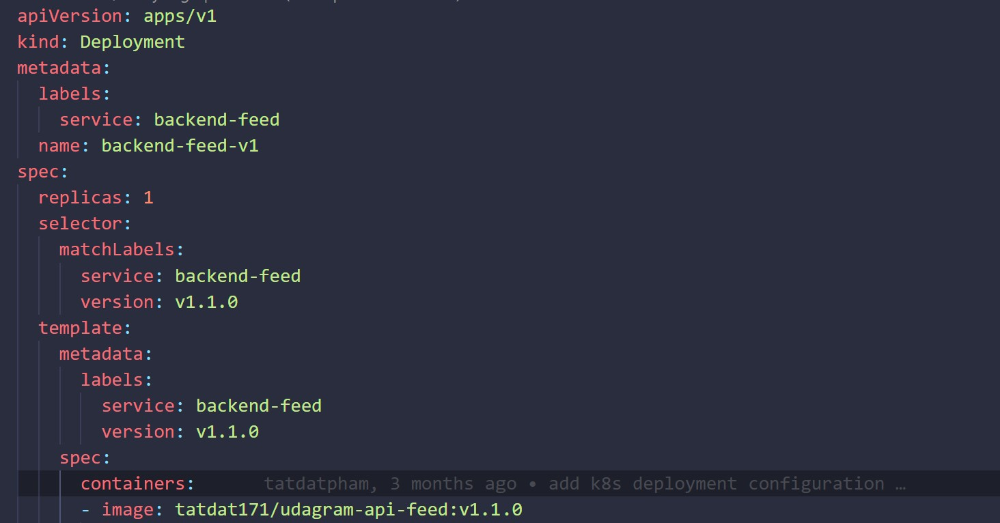 apiVersion: apps/v1
kind: Deployment
metadata:
  labels:
    service: backend-feed
  name: backend-feed-v1
spec:
  replicas: 1
  selector:
    matchLabels:
      service: backend-feed
      version: v1.1.0
  template:
    metadata:
      labels:
        service: backend-feed
        version: v1.1.0
    spec:
      containers: tatdatpham, 3 months ago • add k8s deployment configuration …
      - image: tatdat171/udagram-api-feed:v1.1.0